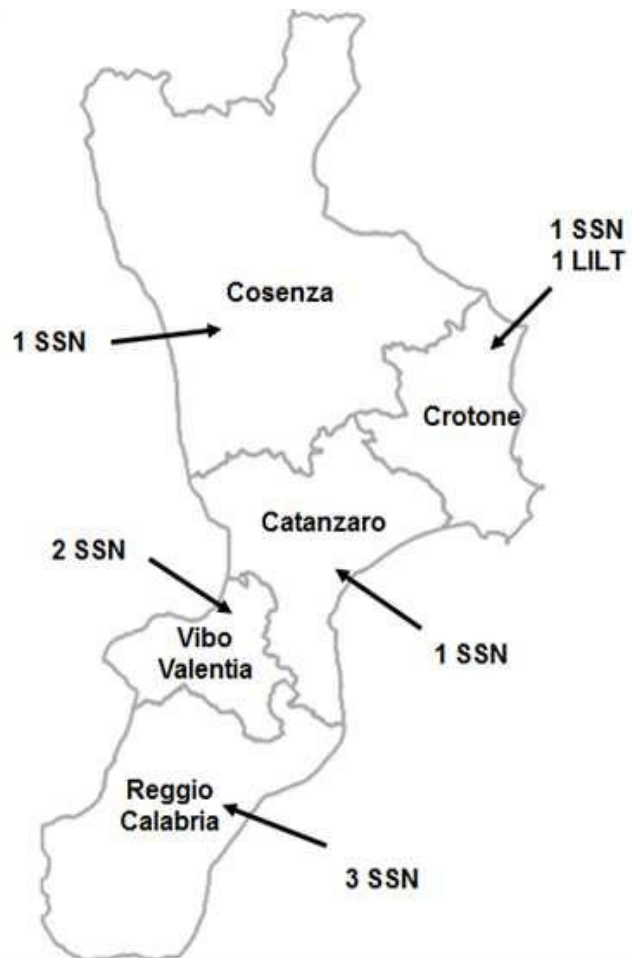 1 SSN
1 LILT
Cosenza
1 SSN
Crotone
Catanzaro
2 SSN
Vibo
Valentia
1 SSN
Reggio
Calabria
3 SSN